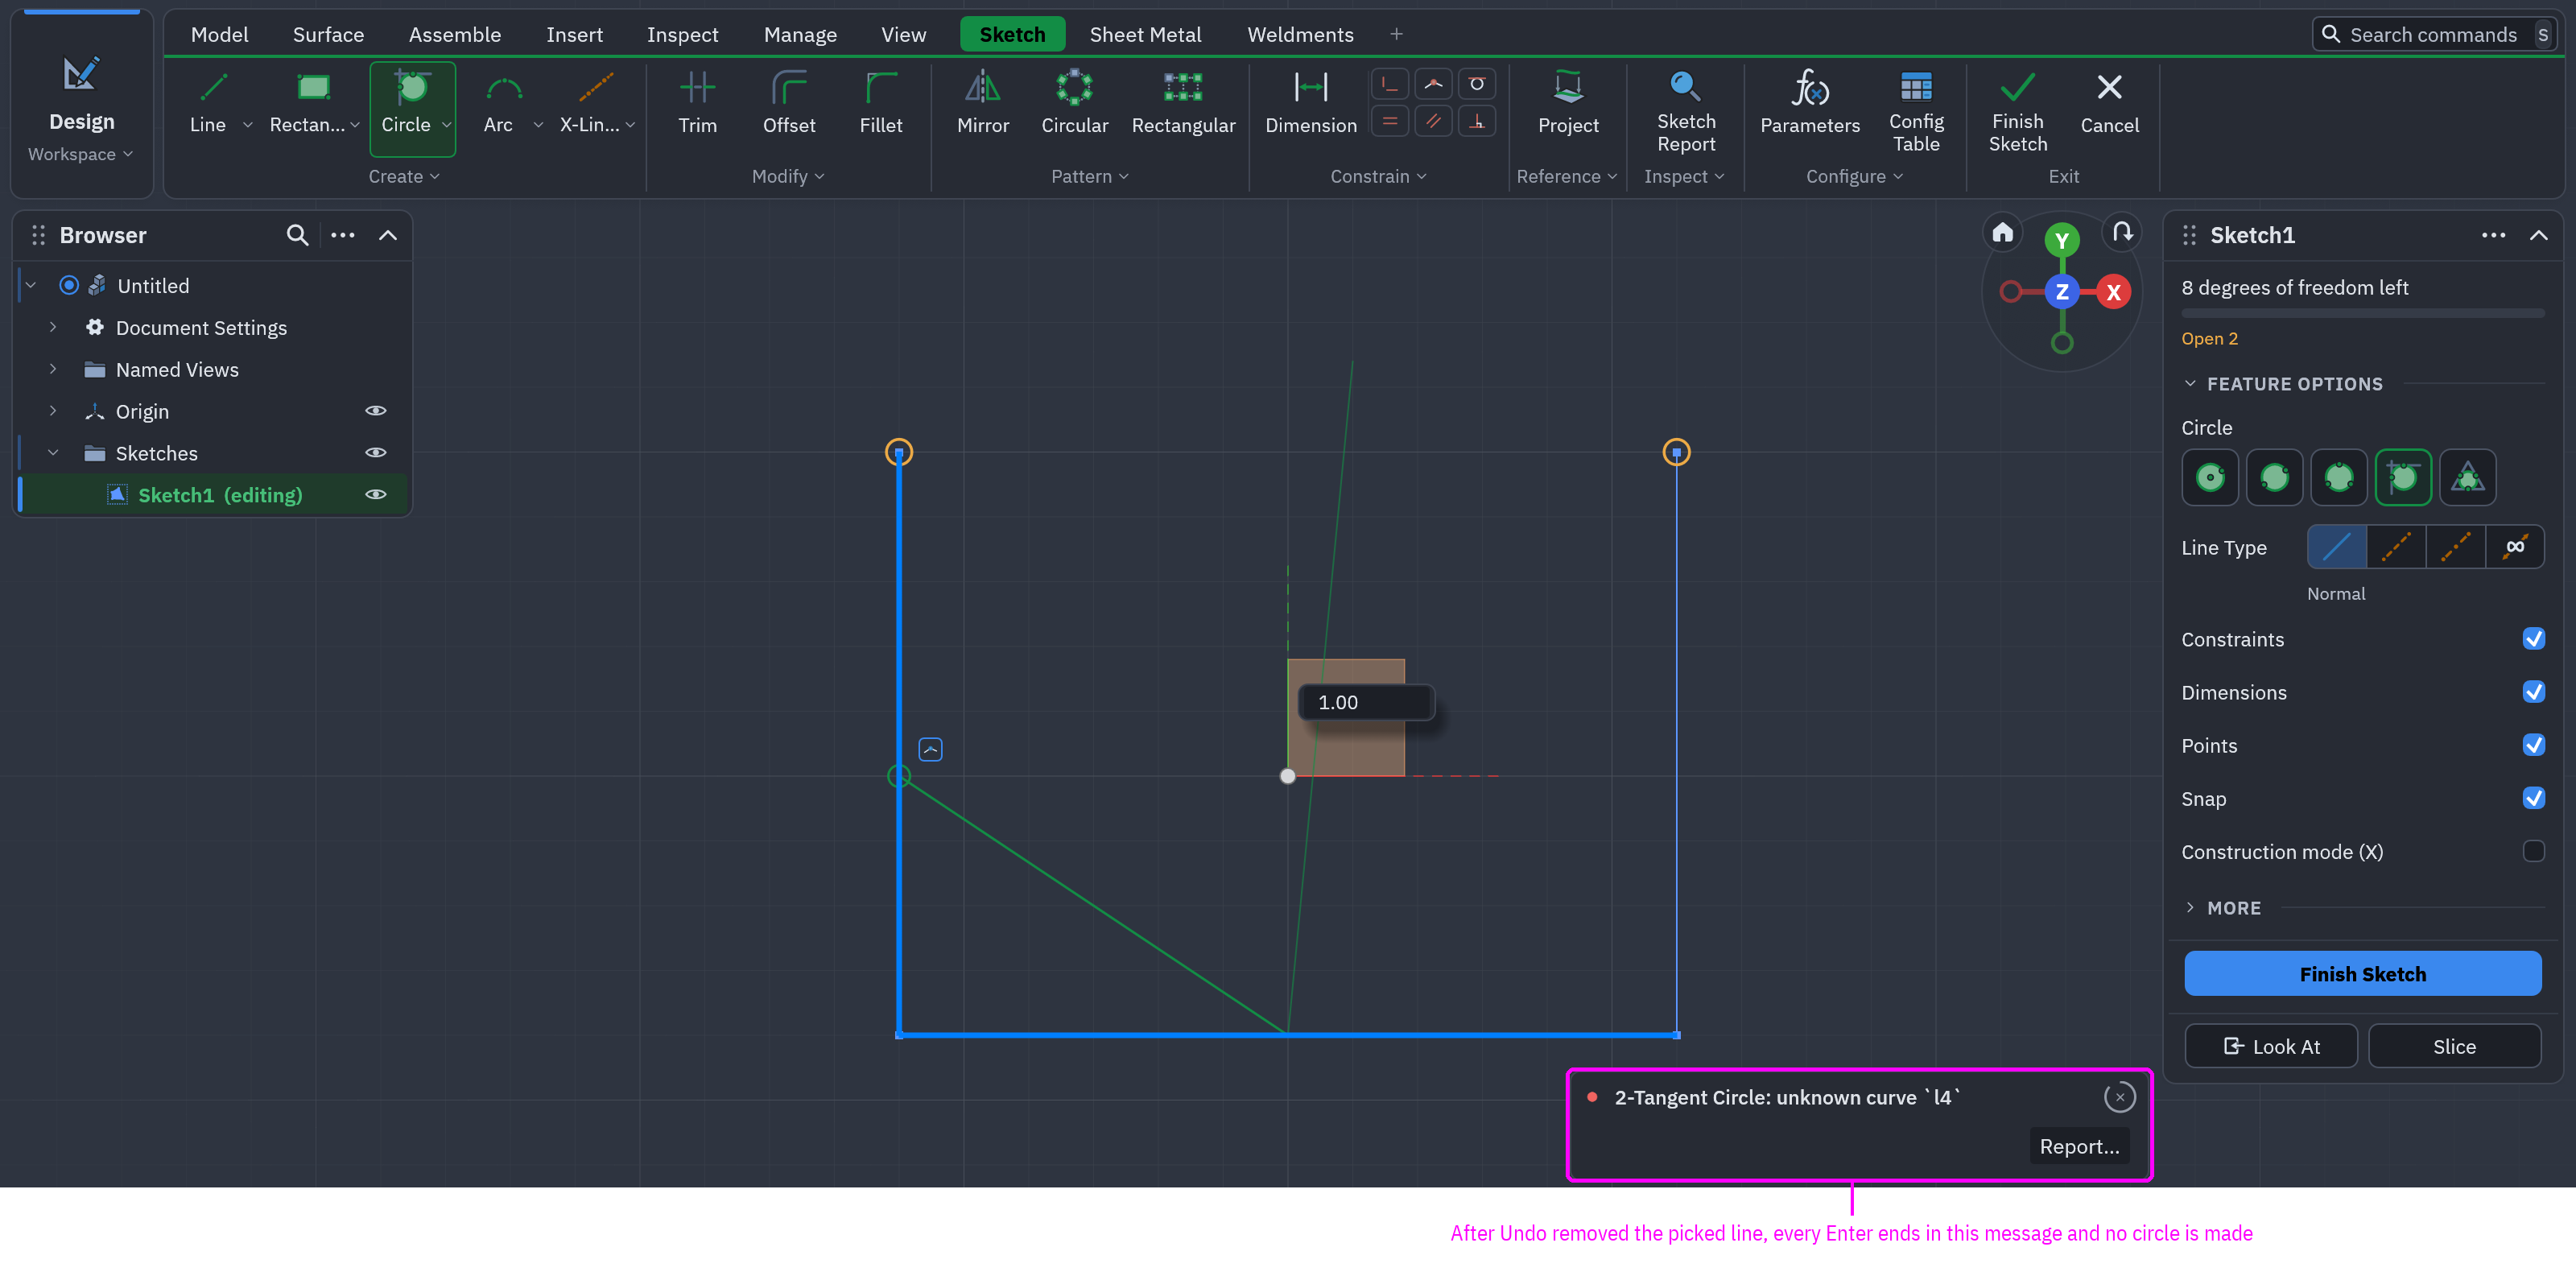 Design
Workspace
Model Surface Assemble Insert Inspect Manage View Sketch Sheet Metal Weldments +
Search commands S
Line Rectan... Circle Arc X-Lin...
Create
Trim Offset Fillet
Modify
Mirror Circular Rectangular
Pattern
Dimension
Constrain
Project
Reference
Sketch Report
Inspect
Parameters Config Table
Configure
Finish Sketch Cancel
Exit
Browser
Untitled
Document Settings
Named Views
Origin
Sketches
Sketch1 (editing)
1.00
Y
Z
X
Sketch1
8 degrees of freedom left
Open 2
FEATURE OPTIONS
Circle
Line Type
∞
Normal
Constraints
Dimensions
Points
Snap
Construction mode (X)
MORE
Finish Sketch
Look At
Slice
2-Tangent Circle: unknown curve `l4`
Report...
After Undo removed the picked line, every Enter ends in this message and no circle is made